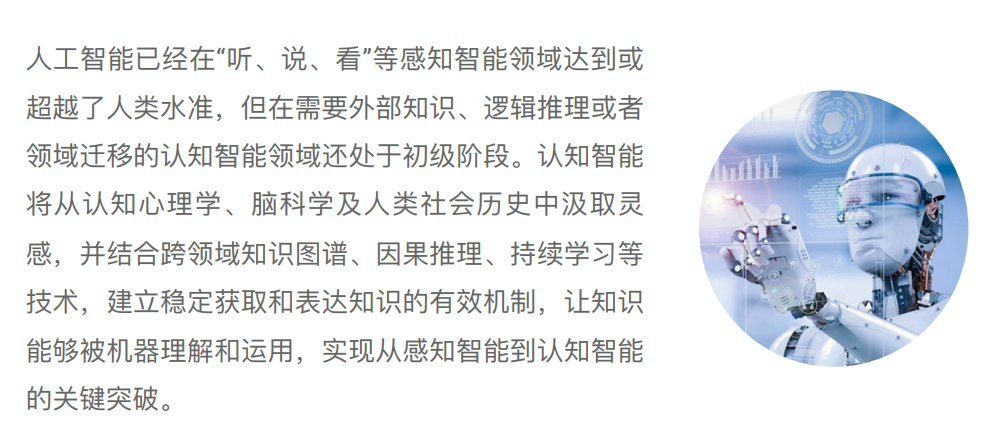 人工智能已经在“听、说、看”等感知智能领域达到或
超越了人类水准，但在需要外部知识、逻辑推理或者
领域迁移的认知智能领域还处于初级阶段。认知智能
将从认知心理学、脑科学及人类社会历史中汲取灵
感，并结合跨领域知识图谱、因果推理、持续学习等
技术，建立稳定获取和表达知识的有效机制，让知识
能够被机器理解和运用，实现从感知智能到认知智能
的关键突破。